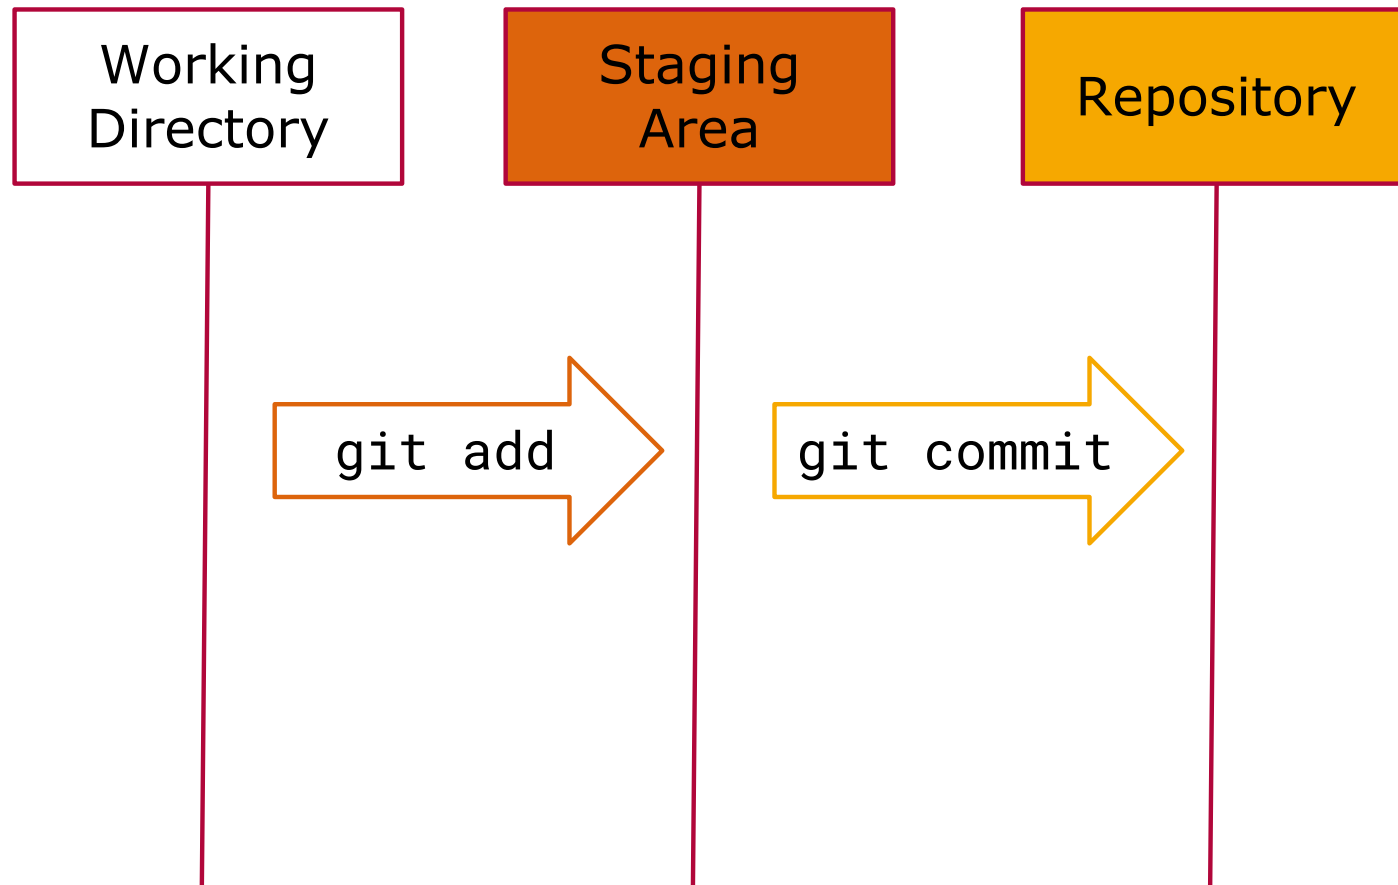 Working
Directory
Staging
Area
Repository
git add
git commit